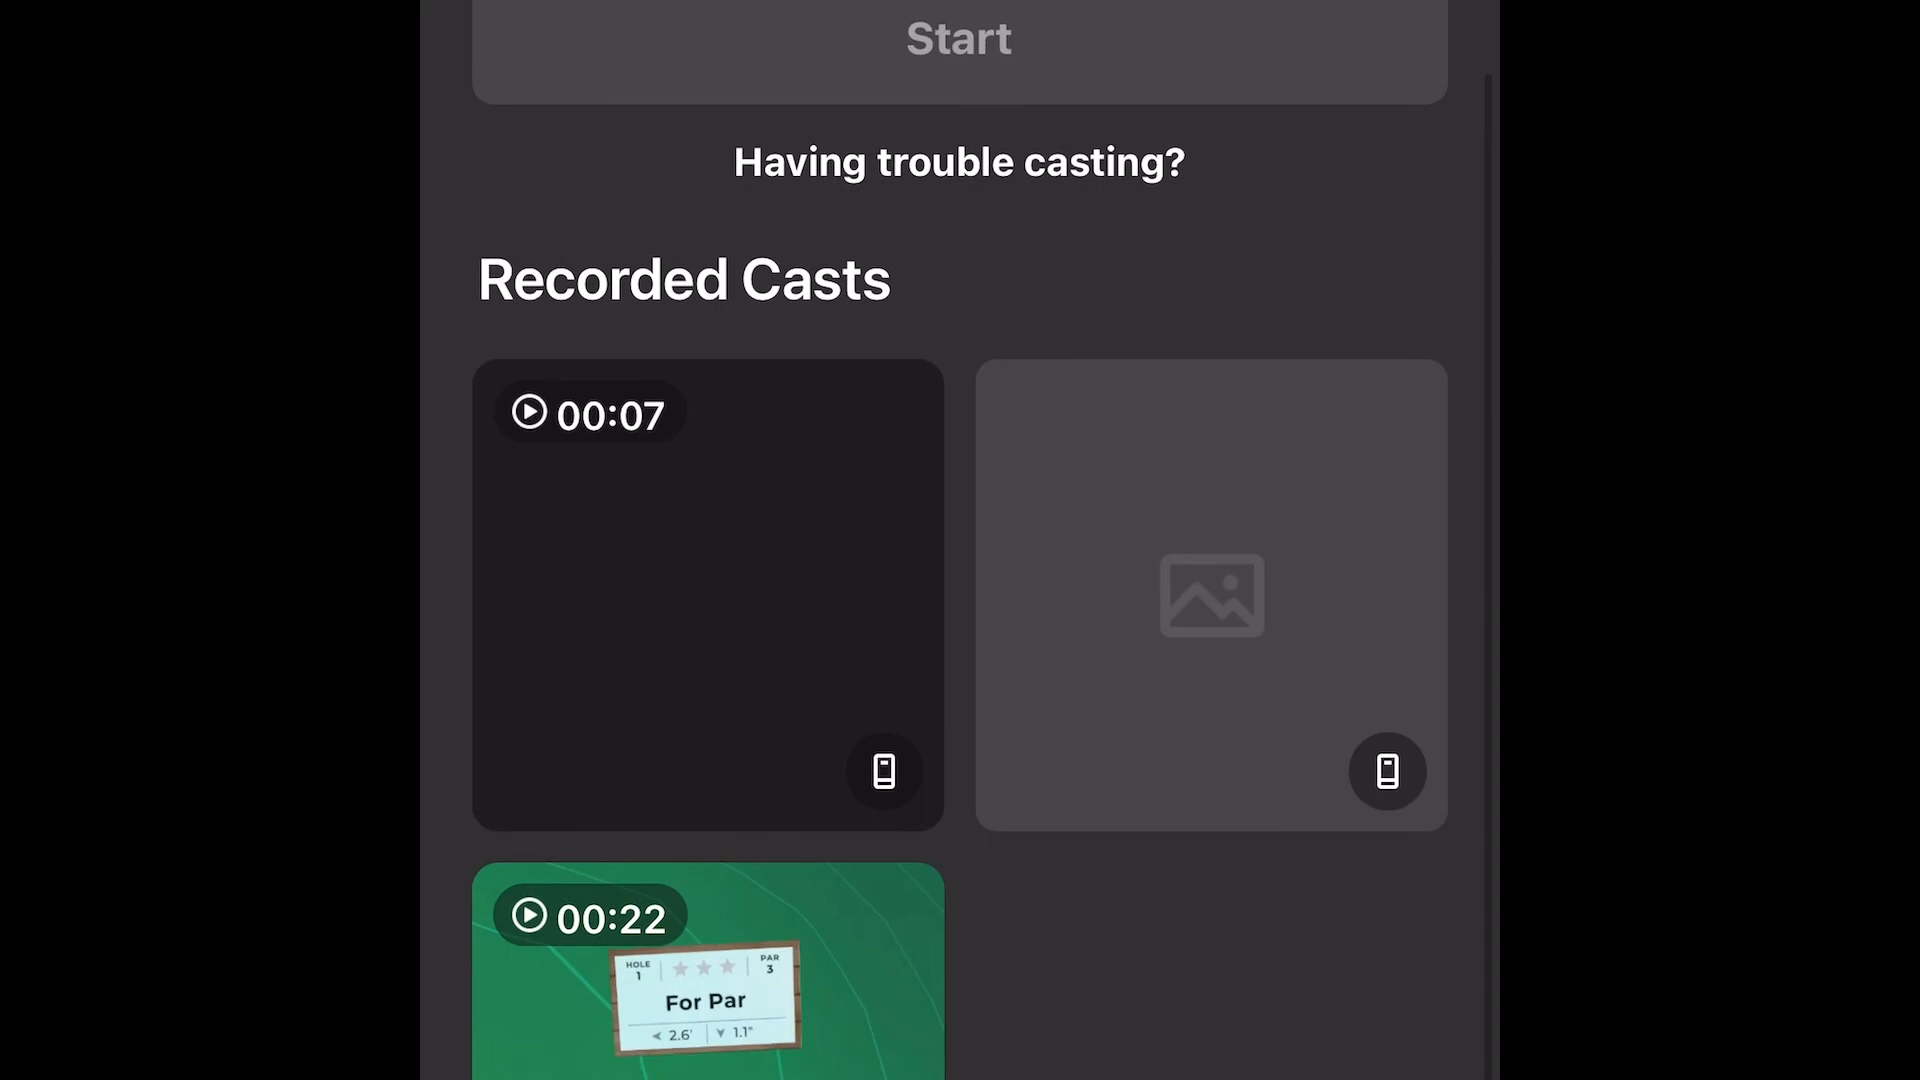 Start
Having trouble casting?
Recorded Casts
00:07
00:22
HOLE
1
PAR
3
For Par
2.6'
1.1"